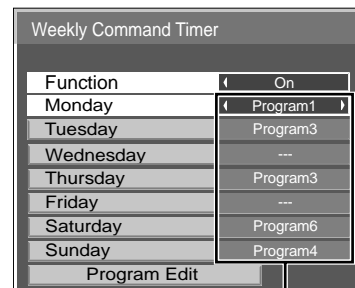 Weekly Command Timer
Function On
Monday Program1
Tuesday Program3
Wednesday ---
Thursday Program3
Friday ---
Saturday Program6
Sunday Program4
Program Edit